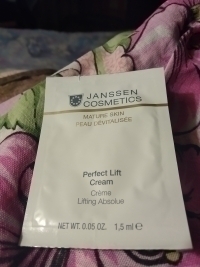 JANSSEN
COSMETICS
MATURE SKIN
PEAU DÉVITALISÉE
Perfect Lift
Cream
Crème
Lifting Absolue
NET WT. 0.05 OZ. 1,5 ml ℮